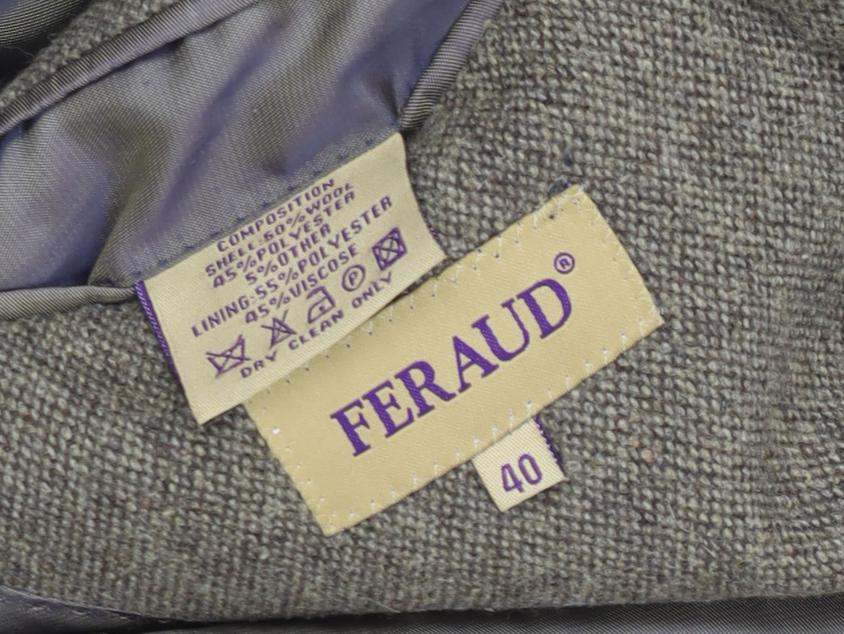 COMPOSITION
SHELL:50%WOOL
45%POLYESTER
5%OTHER
LINING:55%POLYESTER
45%VISCOSE
P
DRY CLEAN ONLY
FERAUD®
40